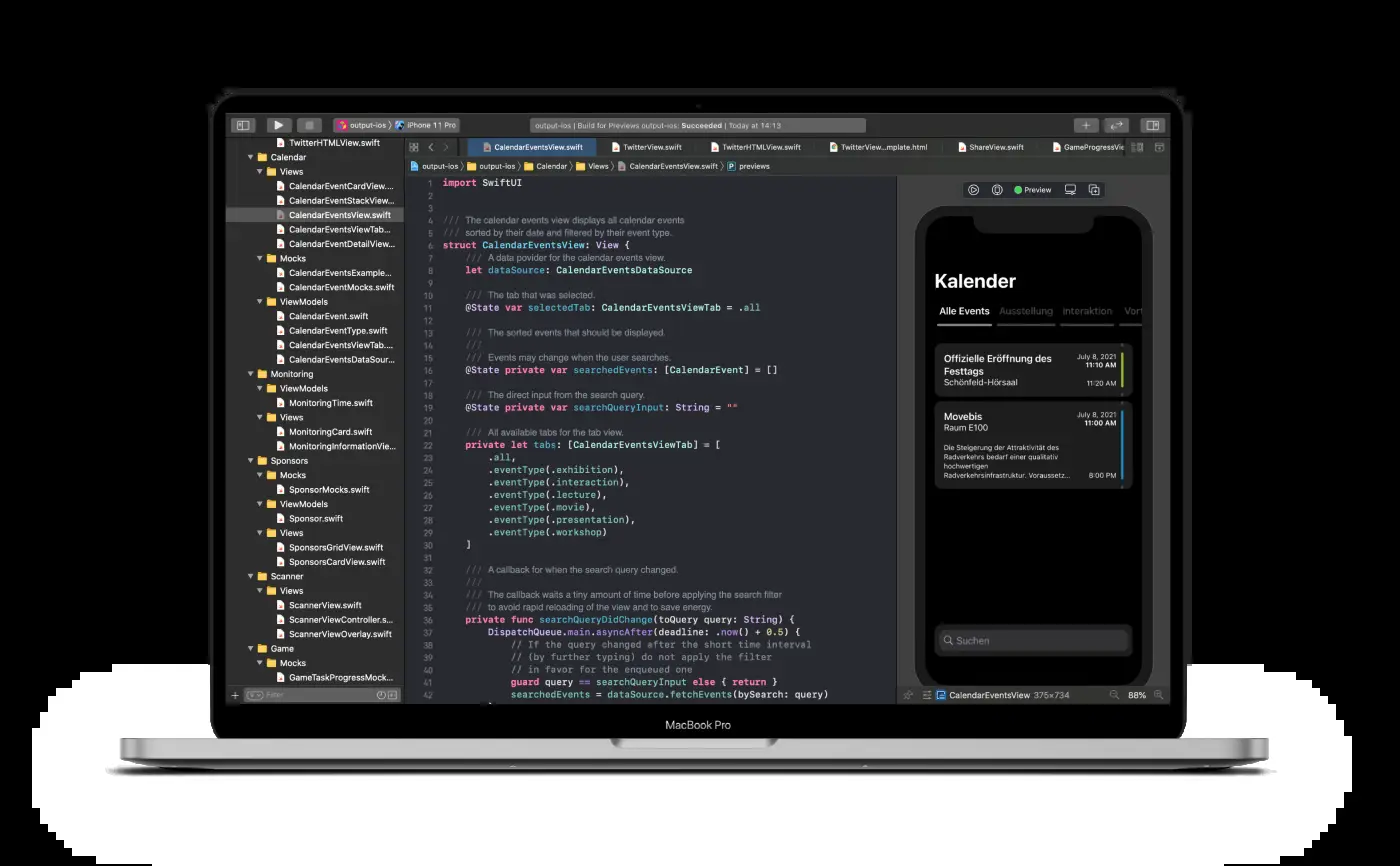 output-ios 〉 iPhone 11 Pro
output-ios | Build for Previews output-ios: Succeeded | Today at 14:13
TwitterHTMLView.swift
Calendar
Views
CalendarEventCardView....
CalendarEventStackView...
CalendarEventsView.swift
CalendarEventsViewTab...
CalendarEventDetailView...
Mocks
CalendarEventsExample...
CalendarEventMocks.swift
ViewModels
CalendarEvent.swift
CalendarEventType.swift
CalendarEventsViewTab....
CalendarEventsDataSour...
Monitoring
ViewModels
MonitoringTime.swift
Views
MonitoringCard.swift
MonitoringInformationVie...
Sponsors
Mocks
SponsorMocks.swift
ViewModels
Sponsor.swift
Views
SponsorsGridView.swift
SponsorsCardView.swift
Scanner
Views
ScannerView.swift
ScannerViewController.s...
ScannerViewOverlay.swift
Game
Mocks
GameTaskProgressMock...
Filter
CalendarEventsView.swift
TwitterView.swift
TwitterHTMLView.swift
TwitterView...mplate.html
ShareView.swift
GameProgressVie
output-ios 〉 output-ios 〉 Calendar 〉 Views 〉 CalendarEventsView.swift 〉 P previews
1 import SwiftUI
2
3
4 /// The calendar events view displays all calendar events
5 /// sorted by their date and filtered by their event type.
6 struct CalendarEventsView: View {
7 /// A data povider for the calendar events view.
8 let dataSource: CalendarEventsDataSource
9
10 /// The tab that was selected.
11 @State var selectedTab: CalendarEventsViewTab = .all
12
13 /// The sorted events that should be displayed.
14 ///
15 /// Events may change when the user searches.
16 @State private var searchedEvents: [CalendarEvent] = []
17
18 /// The direct input from the search query.
19 @State private var searchQueryInput: String = ""
20
21 /// All available tabs for the tab view.
22 private let tabs: [CalendarEventsViewTab] = [
23 .all,
24 .eventType(.exhibition),
25 .eventType(.interaction),
26 .eventType(.lecture),
27 .eventType(.movie),
28 .eventType(.presentation),
29 .eventType(.workshop)
30 ]
31
32 /// A callback for when the search query changed.
33 ///
34 /// The callback waits a tiny amount of time before applying the search filter
35 /// to avoid rapid reloading of the view and to save energy.
36 private func searchQueryDidChange(toQuery query: String) {
37 DispatchQueue.main.asyncAfter(deadline: .now() + 0.5) {
38 // If the query changed after the short time interval
39 // (by further typing) do not apply the filter
40 // in favor for the enqueued one
41 guard query == searchQueryInput else { return }
42 searchedEvents = dataSource.fetchEvents(bySearch: query)
Preview
Kalender
Alle Events Ausstellung Interaktion Vort
Offizielle Eröffnung des
Festtags
Schönfeld-Hörsaal
July 8, 2021
11:10 AM
11:20 AM
Movebis
Raum E100
July 8, 2021
11:00 AM
Die Steigerung der Attraktivität des
Radverkehrs bedarf einer qualitativ
hochwertigen
Radverkehrsinfrastruktur. Voraussetz...
8:00 PM
Suchen
CalendarEventsView 375×734
88%
MacBook Pro